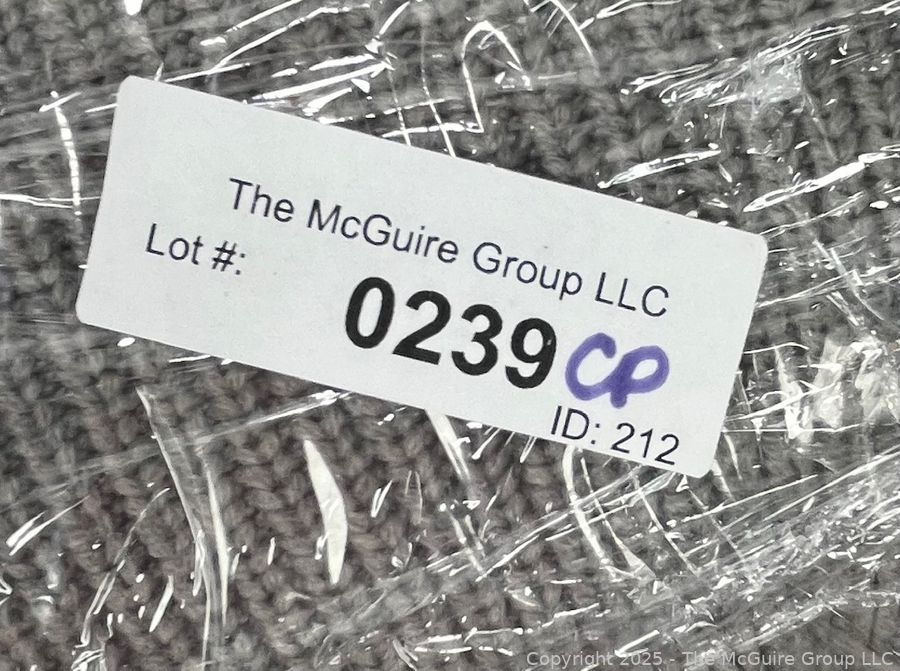 The McGuire Group LLC
Lot #:
0239 CP
ID: 212
Copyright 2025 - The McGuire Group LLC